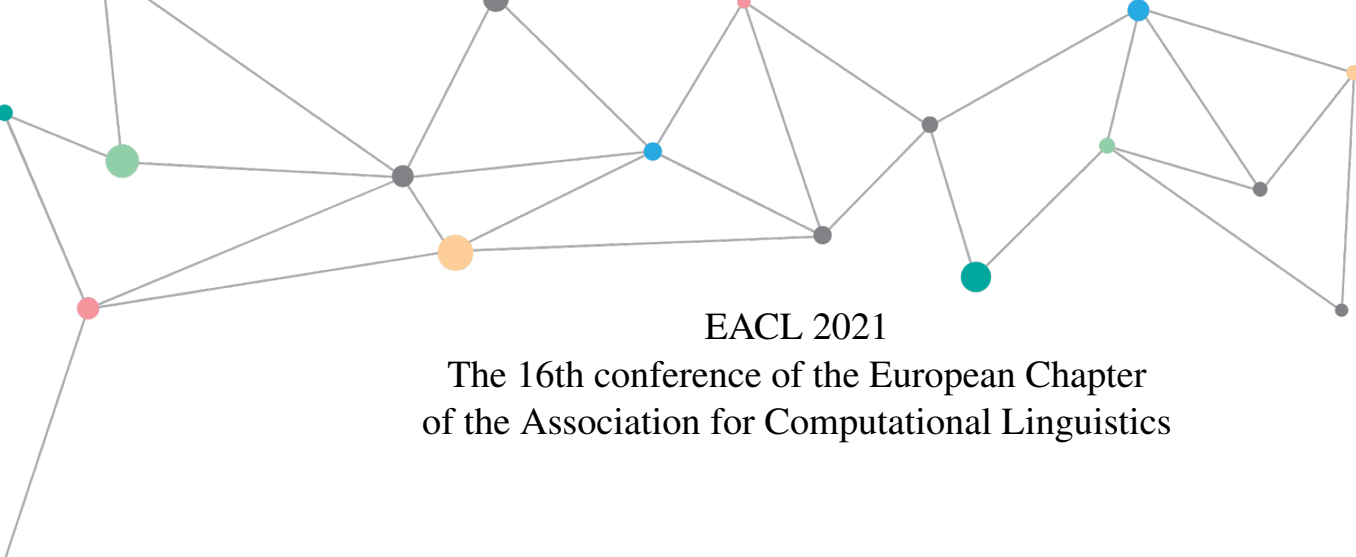 EACL 2021
The 16th conference of the European Chapter
of the Association for Computational Linguistics